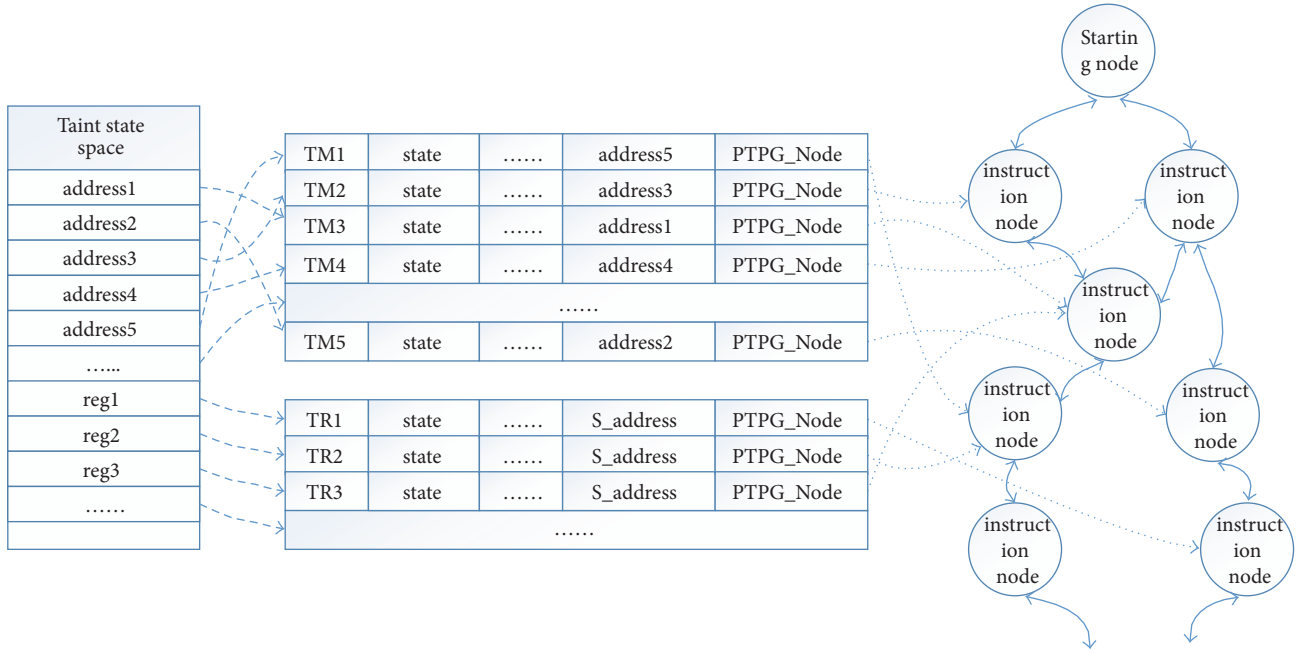 Startin
g node
Taint state
space
address1
address2
address3
address4
address5
…...
reg1
reg2
reg3
……
TM1 state …… address5 PTPG_Node
TM2 state …… address3 PTPG_Node
TM3 state …… address1 PTPG_Node
TM4 state …… address4 PTPG_Node
……
TM5 state …… address2 PTPG_Node
TR1 state …… S_address PTPG_Node
TR2 state …… S_address PTPG_Node
TR3 state …… S_address PTPG_Node
……
instruct
ion
node
instruct
ion
node
instruct
ion
node
instruct
ion
node
instruct
ion
node
instruct
ion
node
instruct
ion
node